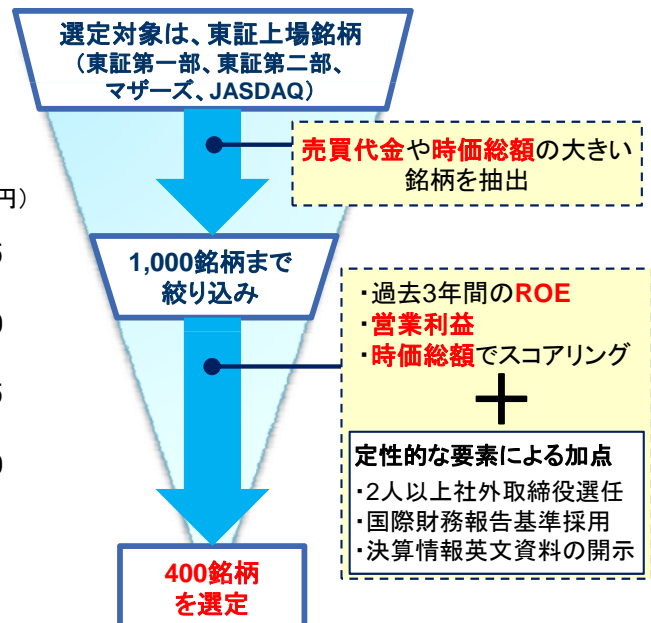 選定対象は、東証上場銘柄
（東証第一部、東証第二部、
マザーズ、JASDAQ）
売買代金や時価総額の大きい
銘柄を抽出
円）
1,000銘柄まで
絞り込み
・過去3年間のROE
・営業利益
・時価総額でスコアリング
＋
定性的な要素による加点
・2人以上社外取締役選任
・国際財務報告基準採用
・決算情報英文資料の開示
400銘柄
を選定